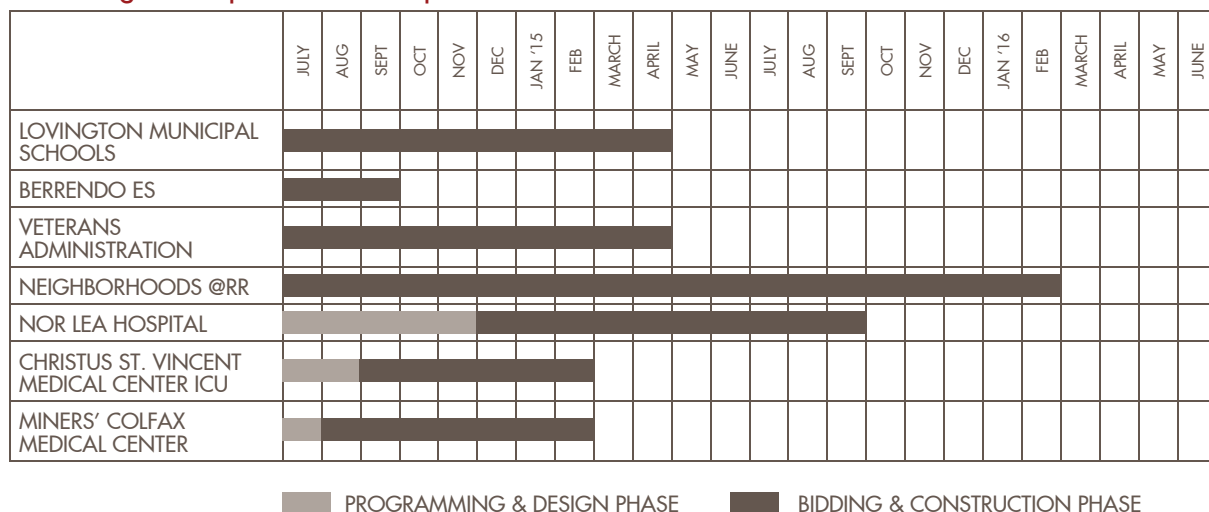 JULY AUG SEPT OCT NOV DEC JAN '15 FEB MARCH APRIL MAY JUNE JULY AUG SEPT OCT NOV DEC JAN '16 FEB MARCH APRIL MAY JUNE
LOVINGTON MUNICIPAL
SCHOOLS
BERRENDO ES
VETERANS
ADMINISTRATION
NEIGHBORHOODS @RR
NOR LEA HOSPITAL
CHRISTUS ST. VINCENT
MEDICAL CENTER ICU
MINERS' COLFAX
MEDICAL CENTER
PROGRAMMING & DESIGN PHASE BIDDING & CONSTRUCTION PHASE